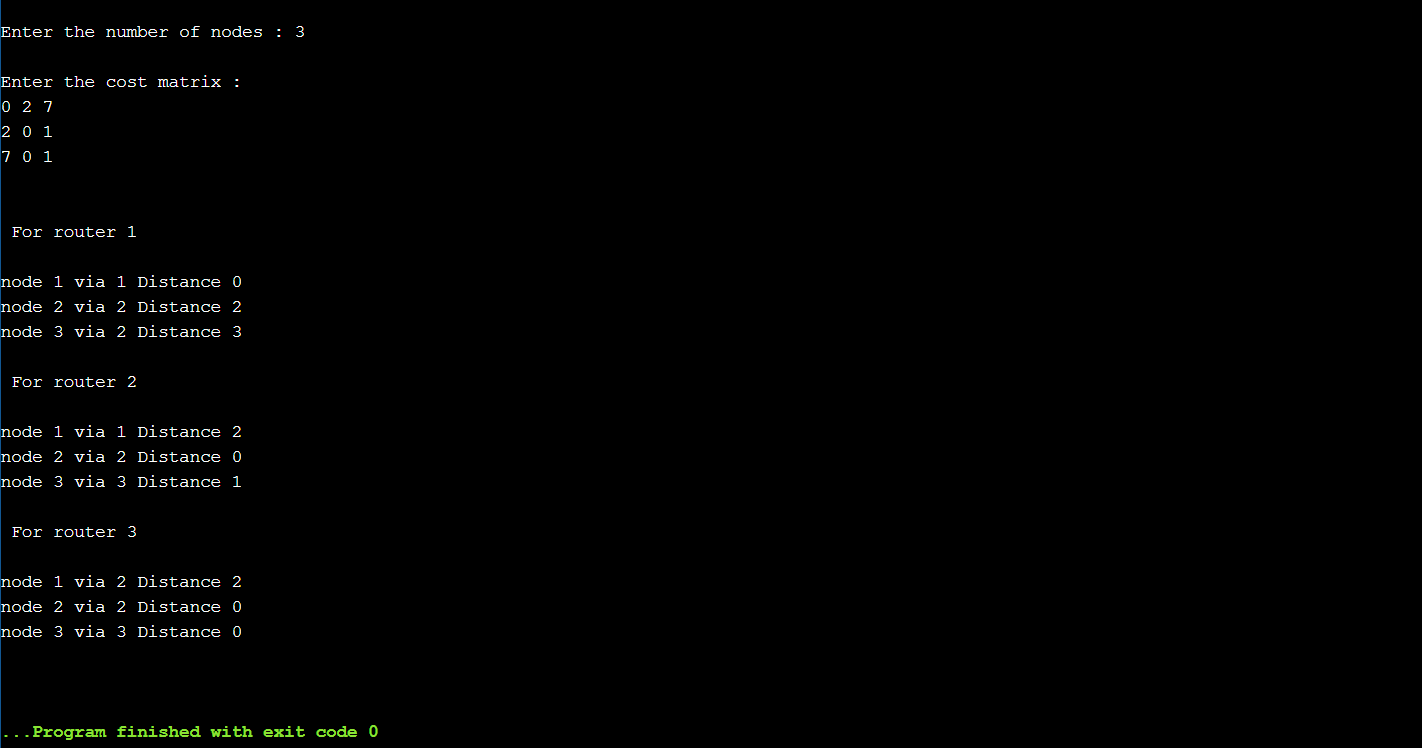 Enter the number of nodes : 3
Enter the cost matrix :
0 2 7
2 0 1
7 0 1
For router 1
node 1 via 1 Distance 0
node 2 via 2 Distance 2
node 3 via 2 Distance 3
For router 2
node 1 via 1 Distance 2
node 2 via 2 Distance 0
node 3 via 3 Distance 1
For router 3
node 1 via 2 Distance 2
node 2 via 2 Distance 0
node 3 via 3 Distance 0
...Program finished with exit code 0